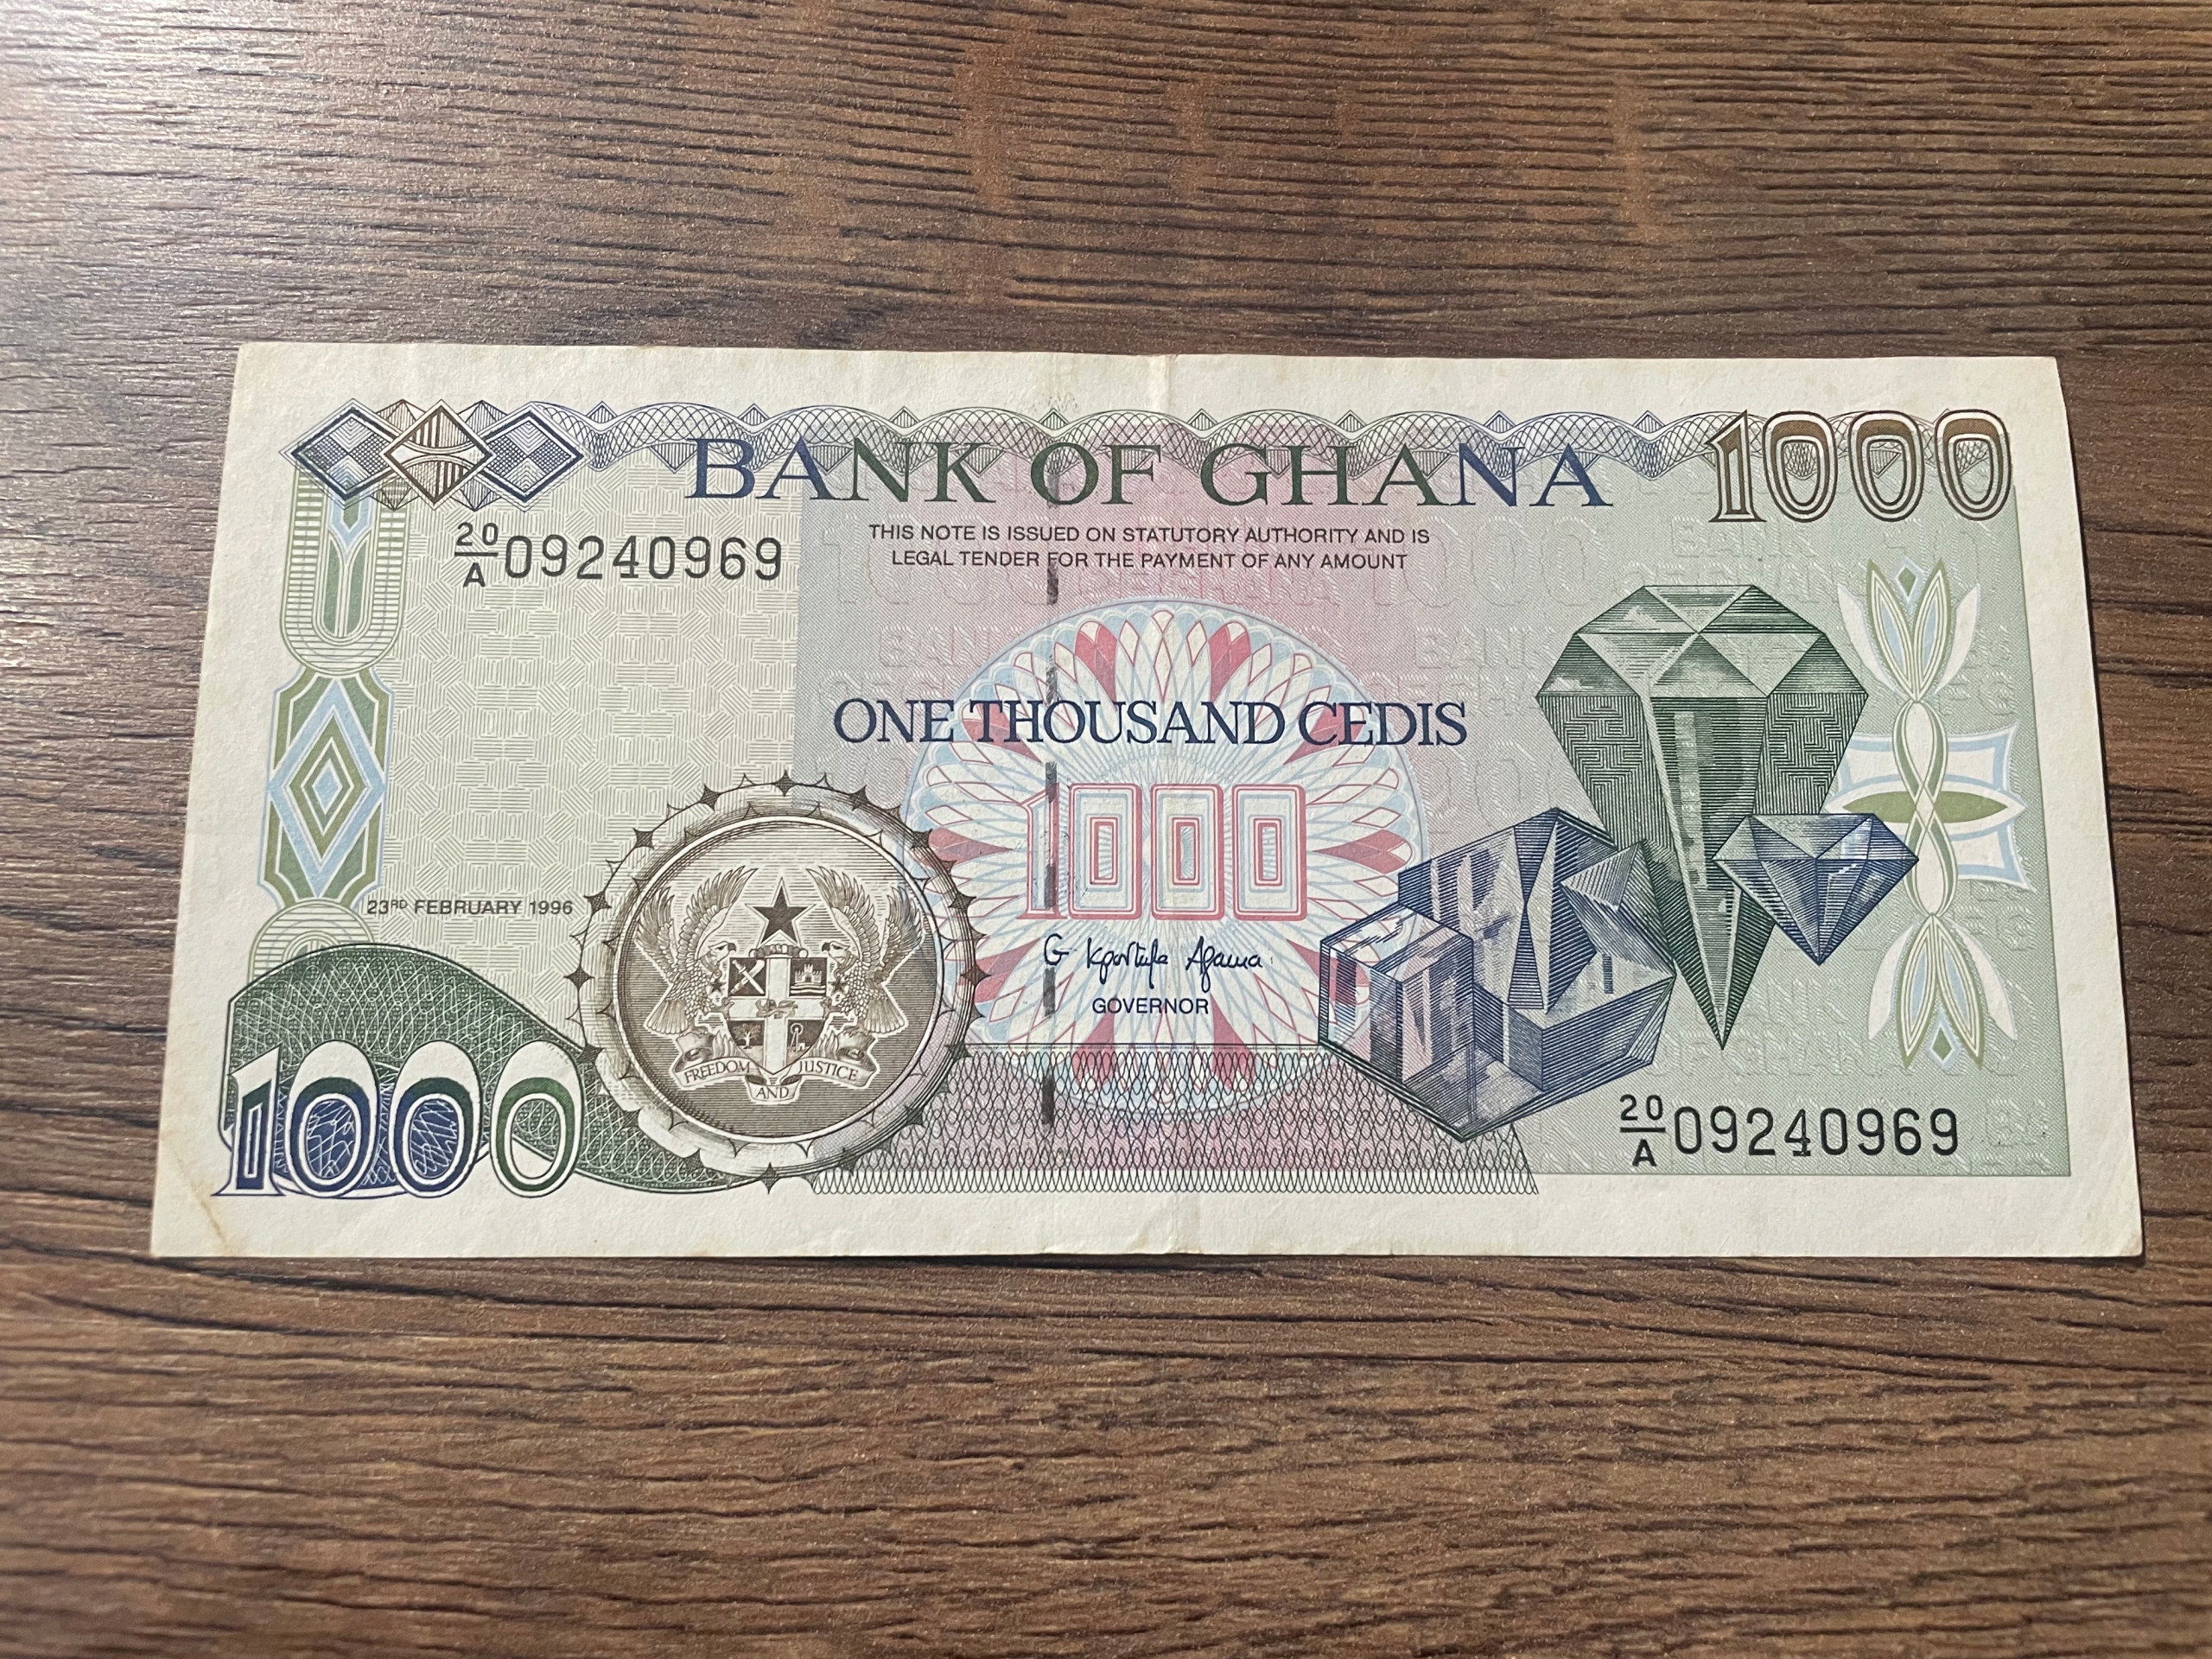 BANK OF GHANA
1000
20/A 09240969
THIS NOTE IS ISSUED ON STATUTORY AUTHORITY AND IS
LEGAL TENDER FOR THE PAYMENT OF ANY AMOUNT
ONE THOUSAND CEDIS
1000
23RD FEBRUARY 1996
GOVERNOR
FREEDOM AND JUSTICE
1000
20/A 09240969